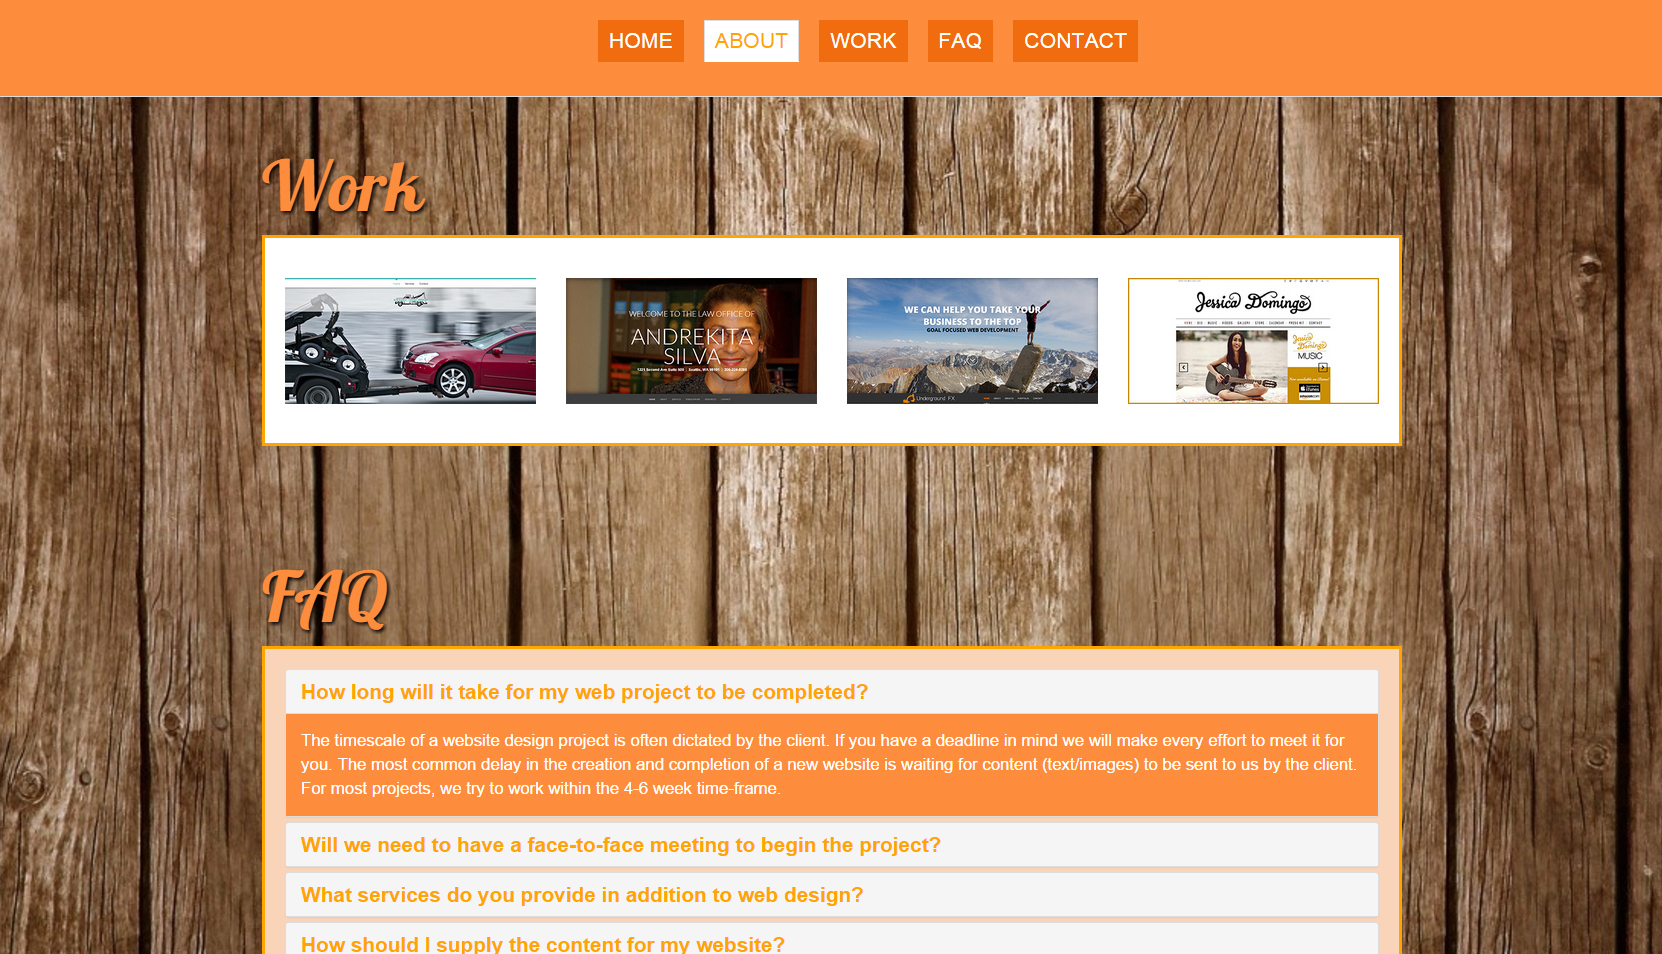 HOME ABOUT WORK FAQ CONTACT
Work
WELCOME TO THE LAW OFFICE OF
ANDREKITA
SILVA
WE CAN HELP YOU TAKE YOUR
BUSINESS TO THE TOP
GOAL FOCUSED WEB DEVELOPMENT
Underground FX
Jessica Domingo
Jessica
Domingo
MUSIC
FAQ
How long will it take for my web project to be completed?
The timescale of a website design project is often dictated by the client. If you have a deadline in mind we will make every effort to meet it for
you. The most common delay in the creation and completion of a new website is waiting for content (text/images) to be sent to us by the client.
For most projects, we try to work within the 4-6 week time-frame.
Will we need to have a face-to-face meeting to begin the project?
What services do you provide in addition to web design?
How should I supply the content for my website?